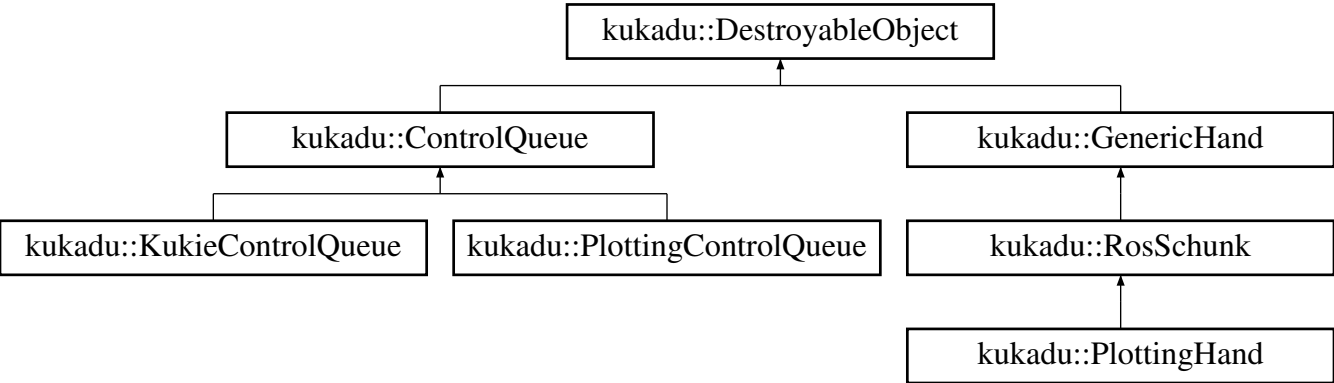 kukadu::DestroyableObject
kukadu::ControlQueue
kukadu::GenericHand
kukadu::KukieControlQueue
kukadu::PlottingControlQueue
kukadu::RosSchunk
kukadu::PlottingHand